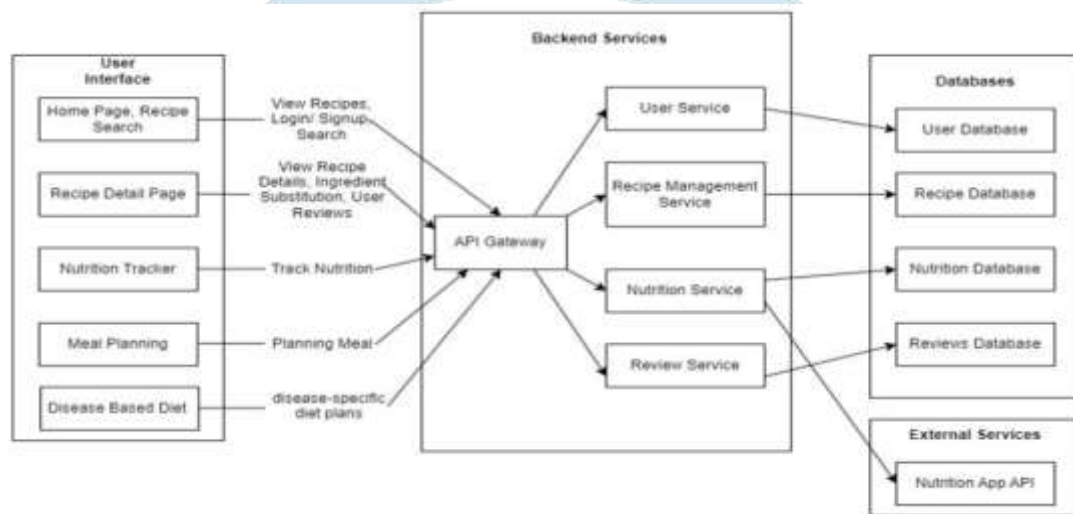 User
Interface
Home Page, Recipe
Search
Recipe Detail Page
Nutrition Tracker
Meal Planning
Disease Based Diet
View Recipes,
Login/ Signup
Search
View Recipe
Details, Ingredient
Substitution, User
Reviews
Track Nutrition
Planning Meal
disease-specific
diet plans
Backend Services
API Gateway
User Service
Recipe Management
Service
Nutrition Service
Review Service
Databases
User Database
Recipe Database
Nutrition Database
Reviews Database
External Services
Nutrition App API